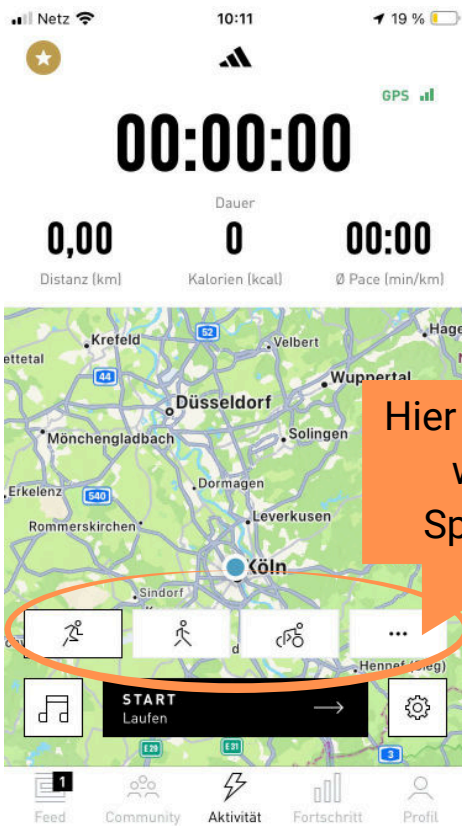 Netz 10:11 19 %
GPS
00:00:00
Dauer
0,00 0 00:00
Distanz (km) Kalorien (kcal) Ø Pace (min/km)
52
Krefeld Velbert Hage
ettetal
44
Wuppertal
Düsseldorf
Hier
Mönchengladbach Solingen
w
Dormagen
Erkelenz 540
Sp
Rommerskirchen Leverkusen
Köln
Sindorf
d
Hennef (Sieg)
START
Laufen
E29 E31 3
1
Feed Community Aktivität Fortschritt Profil